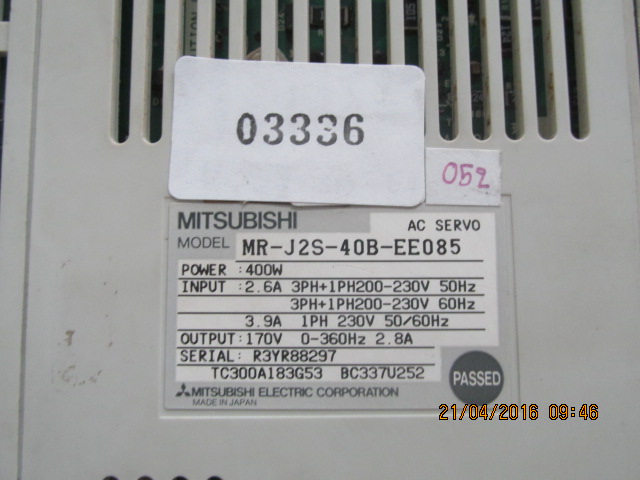 03336
052
MITSUBISHI AC SERVO
MODEL MR-J2S-40B-EE085
POWER :400W
INPUT :2.6A 3PH+1PH200-230V 50Hz
3PH+1PH200-230V 60Hz
3.9A 1PH 230V 50/60Hz
OUTPUT:170V 0-360Hz 2.8A
SERIAL: R3YR88297
TC300A183G53 BC337U252
MITSUBISHI ELECTRIC CORPORATION
MADE IN JAPAN
PASSED
21/04/2016 09:46